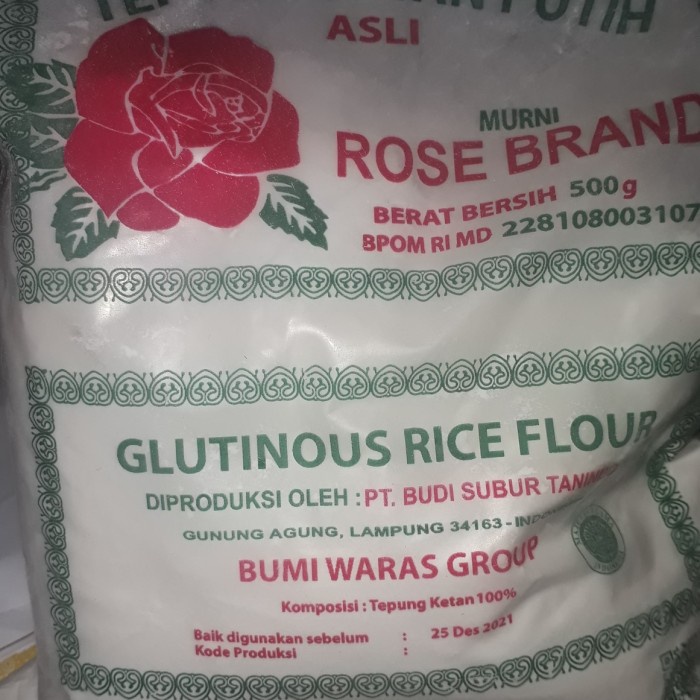 PUTIH
ASLI
MURNI
ROSE BRAND
BERAT BERSIH 500g
BPOM RI MD 228108003107
GLUTINOUS RICE FLOUR
DIPRODUKSI OLEH : PT. BUDI SUBUR
GUNUNG AGUNG, LAMPUNG 34163 -
BUMI WARAS GROUP
Komposisi : Tepung Ketan 100%
Baik digunakan sebelum : 25 Des 2021
Kode Produksi :